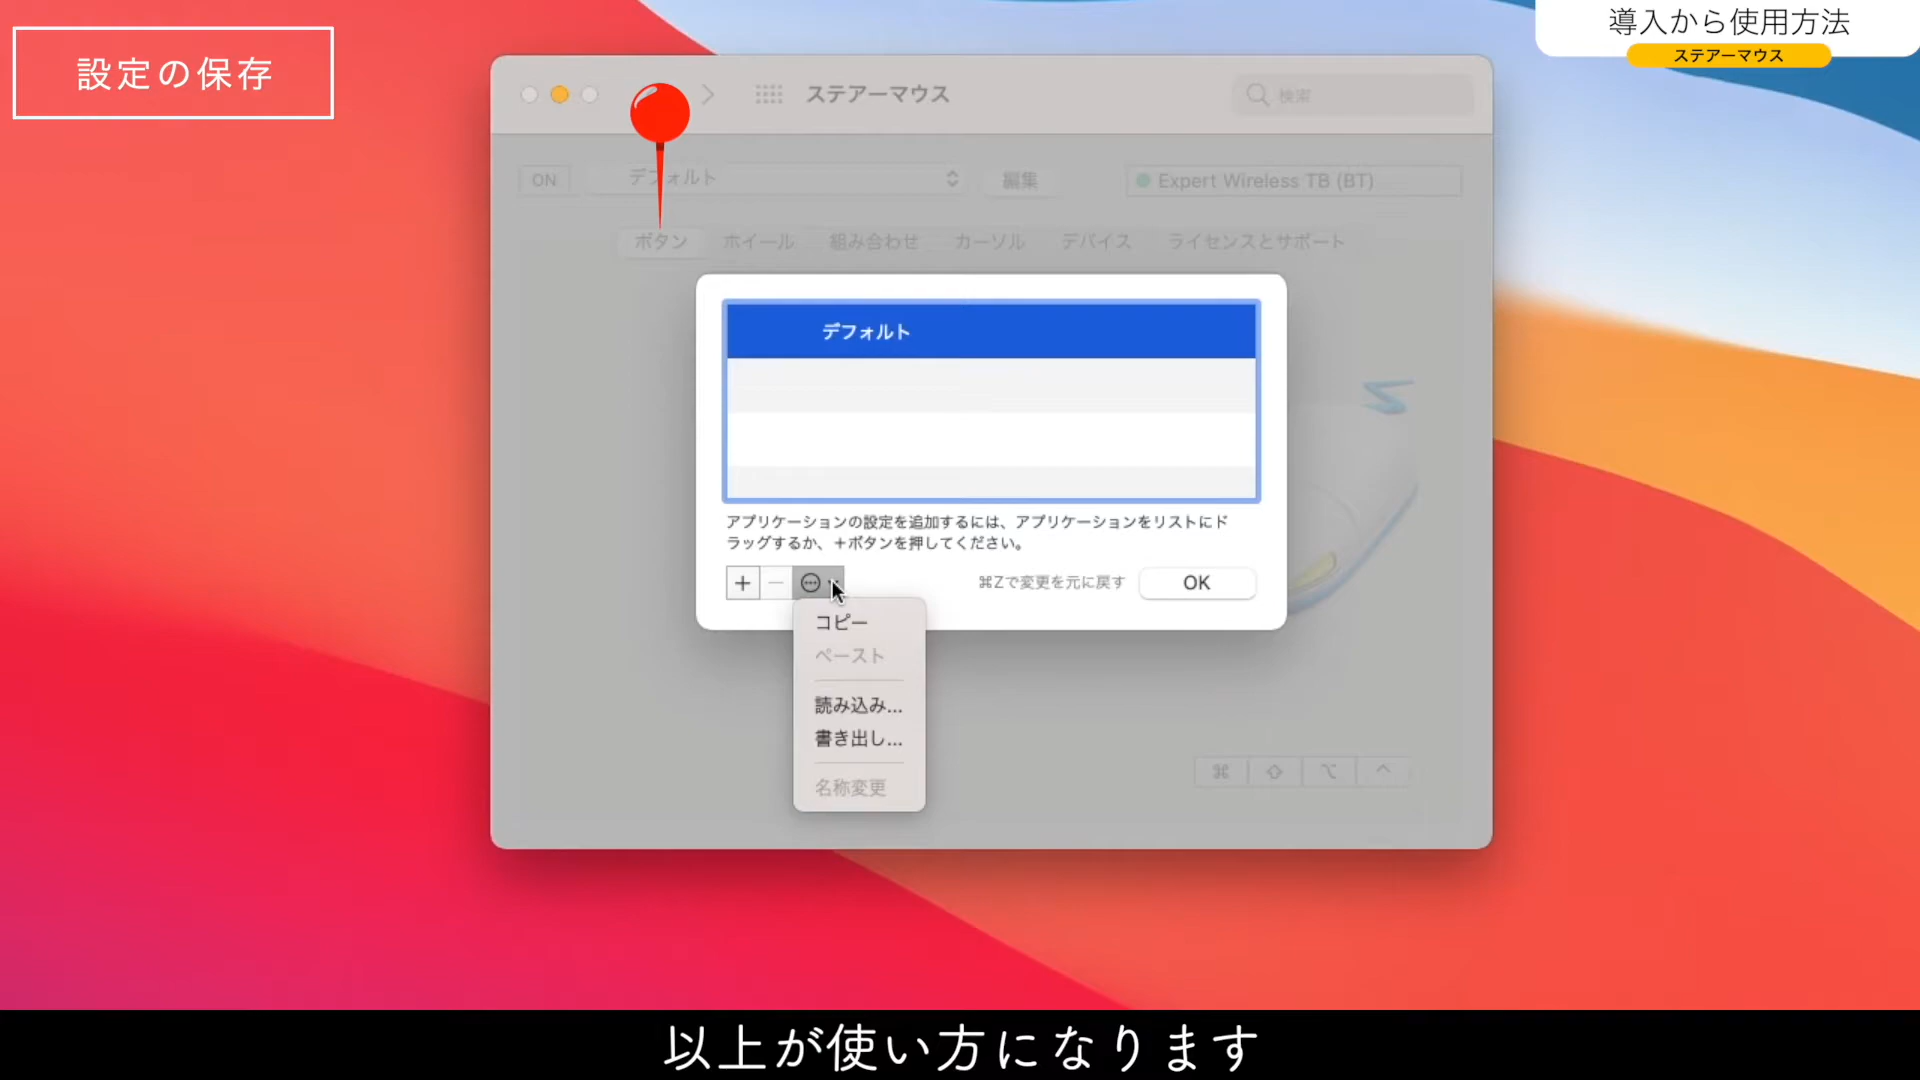 設定の保存
導入から使用方法
ステアーマウス
ステアーマウス
検索
ON
デフォルト
編集
Expert Wireless TB (BT)
ボタン
ホイール
組み合わせ
カーソル
デバイス
ライセンスとサポート
デフォルト
アプリケーションの設定を追加するには、アプリケーションをリストにド
ラッグするか、＋ボタンを押してください。
⌘Zで変更を元に戻す
OK
コピー
ペースト
読み込み...
書き出し...
名称変更
⌘ ⇧ ⌥ ^
以上が使い方になります